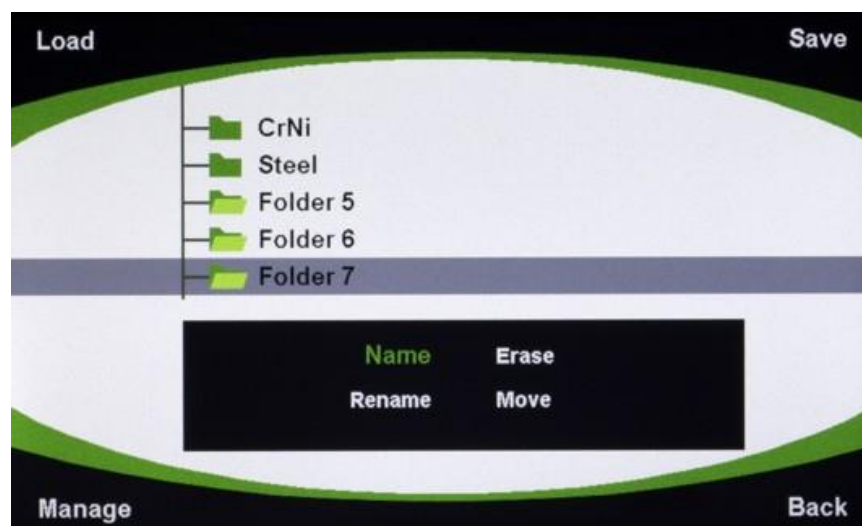 Load Save
CrNi
Steel
Folder 5
Folder 6
Folder 7
Name Erase
Rename Move
Manage Back